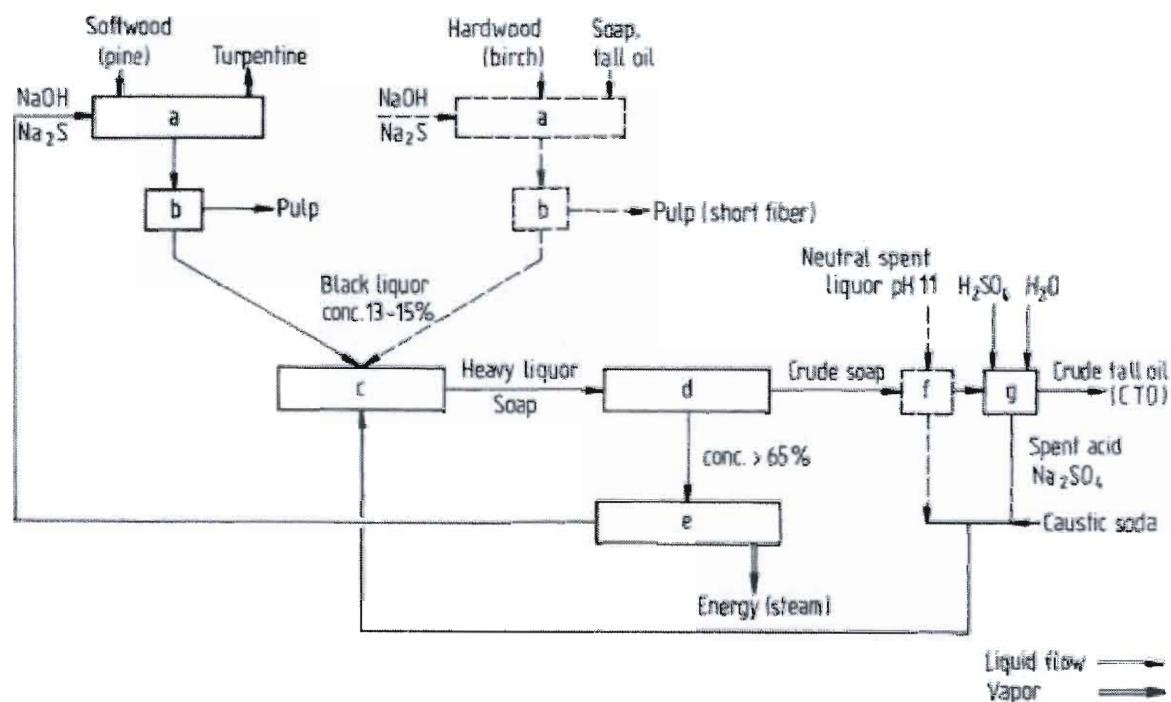 Softwood
(pine)
Turpentine
Hardwood
(birch)
Soap,
tall oil
NaOH
Na₂S
a
NaOH
Na₂S
a
b
Pulp
b
Pulp (short fiber)
Black liquor
conc. 13-15%
Neutral spent
liquor pH 11
H₂SO₄
H₂O
c
Heavy liquor
Soap
d
Crude soap
f
g
Crude tall oil
(CTO)
conc. > 65%
Spent acid
Na₂SO₄
e
Caustic soda
Energy (steam)
Liquid flow
Vapor